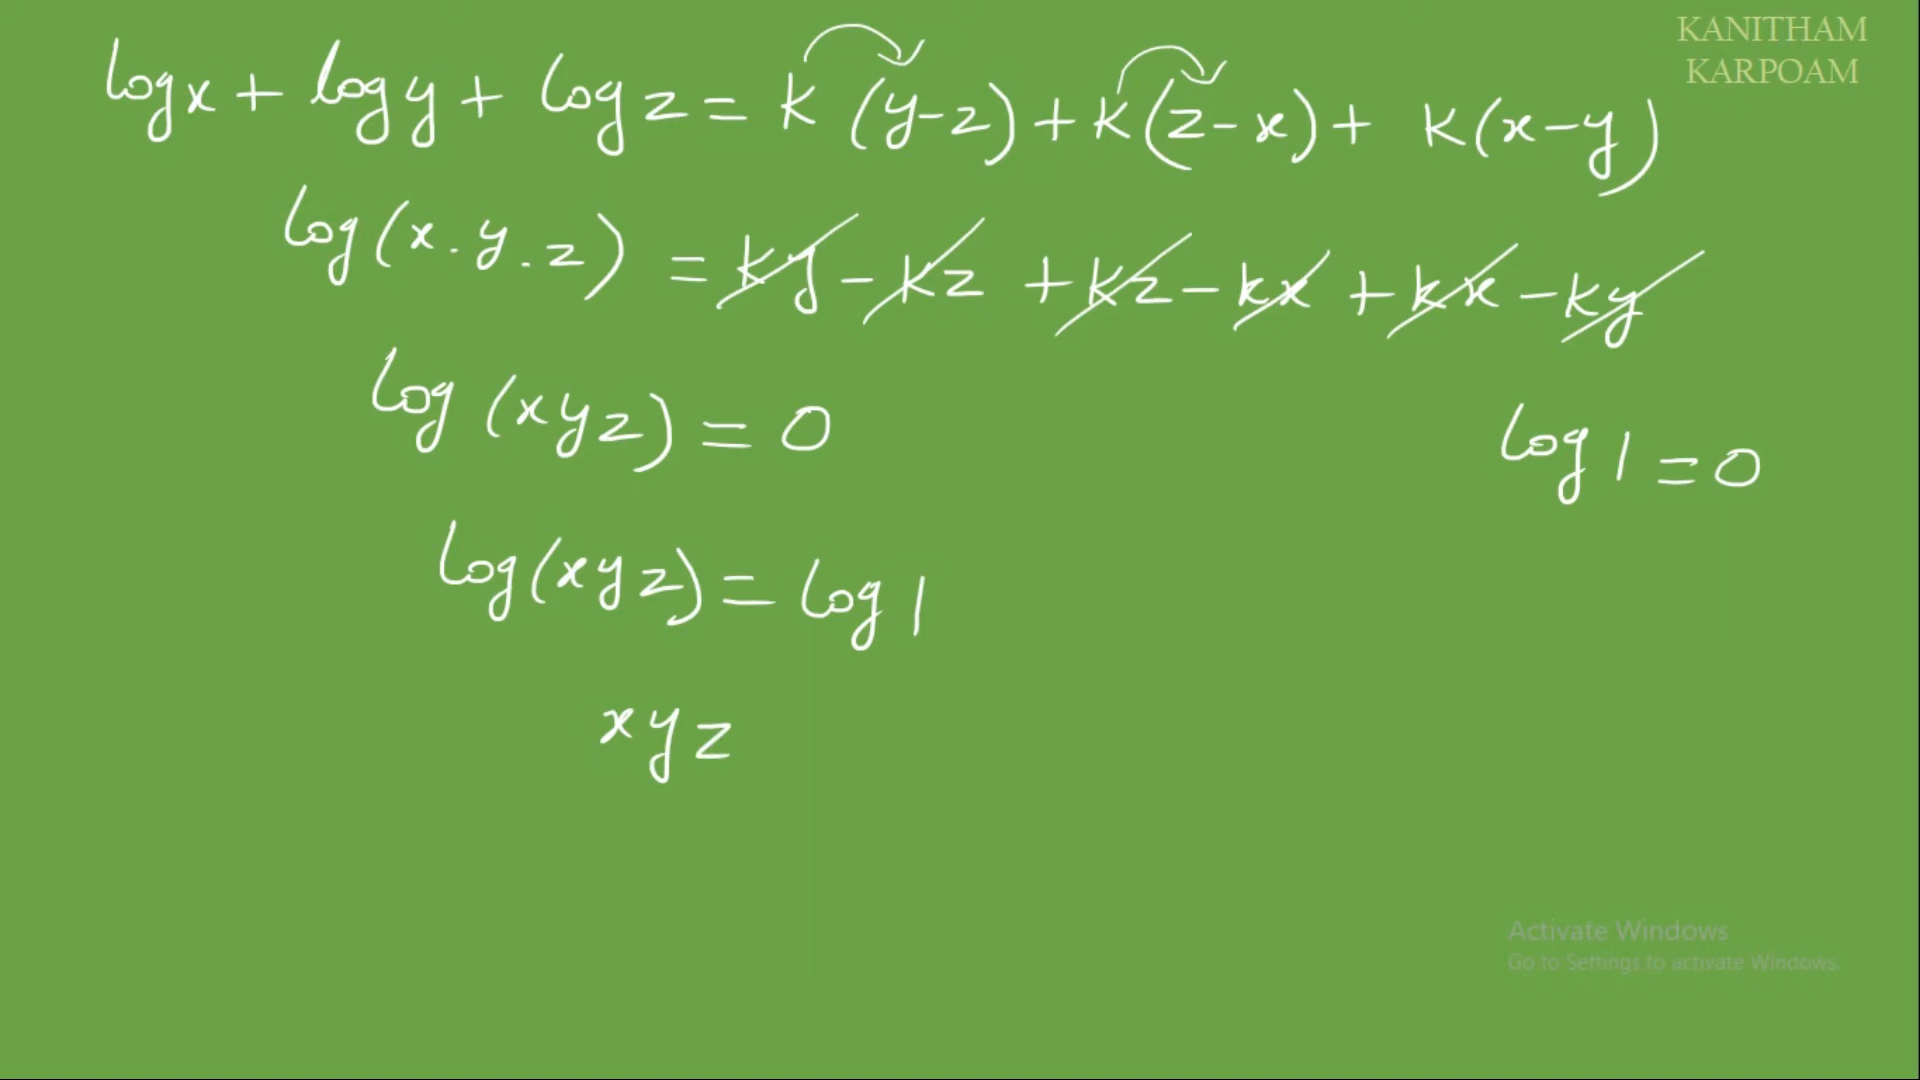 KANITHAM
KARPOAM
log x + log y + log z = k (y-z) + k(z-x) + k(x-y)
log(x . y . z) = ky - kz + kz - kx + kx - ky
log (xyz) = 0
log 1 = 0
log(xyz) = log 1
xyz
Activate Windows
Go to Settings to activate Windows.